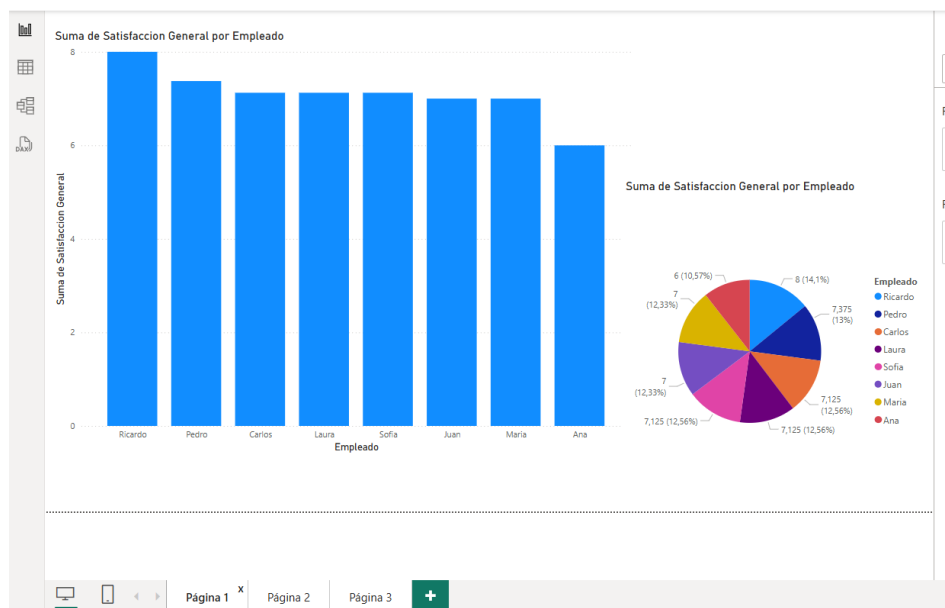 Suma de Satisfaccion General por Empleado
8
6
4
2
0
Suma de Satisfaccion General
Ricardo Pedro Carlos Laura Sofia Juan Maria Ana
Empleado
Suma de Satisfaccion General por Empleado
6 (10,57%)
8 (14,1%)
7
(12,33%)
7,375
(13%)
7
(12,33%)
7,125
(12,56%)
7,125 (12,56%)
7,125 (12,56%)
Empleado
Ricardo
Pedro
Carlos
Laura
Sofia
Juan
Maria
Ana
DAX
Página 1 x Página 2 Página 3 +